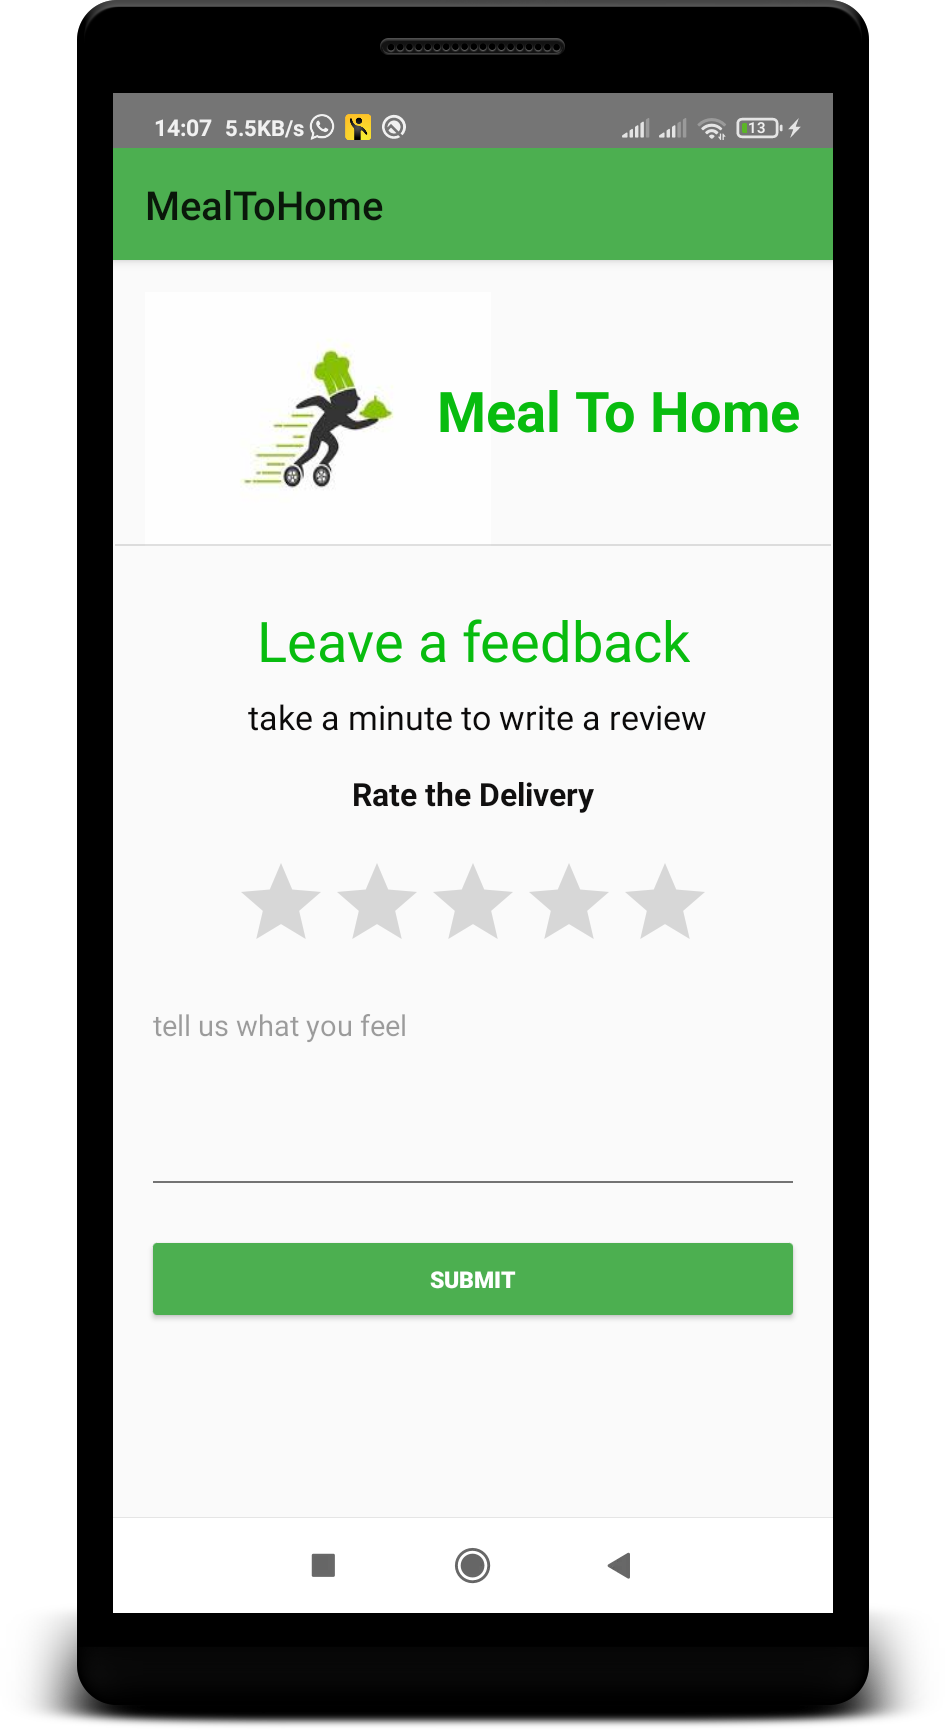 14:07 5.5KB/s 13
MealToHome
Meal To Home
Leave a feedback
take a minute to write a review
Rate the Delivery
tell us what you feel
SUBMIT